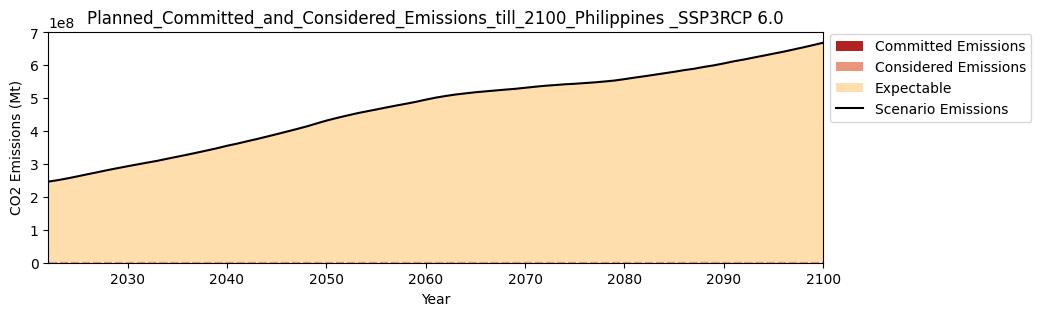 Planned_Committed_and_Considered_Emissions_till_2100_Philippines _SSP3RCP 6.0
1e8
7
6
5
4
3
2
1
0
CO2 Emissions (Mt)
2030 2040 2050 2060 2070 2080 2090 2100
Year
Committed Emissions
Considered Emissions
Expectable
Scenario Emissions